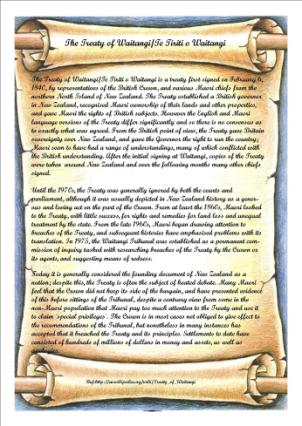 The Treaty of Waitangi/Te Tiriti o Waitangi
The Treaty of Waitangi/Te Tiriti o Waitangi is a treaty first signed on February 6,
1840, by representatives of the British Crown, and various Maori chiefs from the
northern North Island of New Zealand. The Treaty established a British governor
in New Zealand, recognised Maori ownership of their lands and other properties,
and gave Maori the rights of British subjects. However the English and Maori
language versions of the Treaty differ significantly and so there is no consensus as
to exactly what was agreed. From the British point of view, the Treaty gave Britain
sovereignty over New Zealand, and gave the Governor the right to run the country;
Maori seem to have had a range of understandings, many of which conflicted with
the British understanding. After the initial signing at Waitangi, copies of the Treaty
were taken around New Zealand and over the following months many other chiefs
signed.
Until the 1970s, the Treaty was generally ignored by both the courts and
parliament, although it was usually depicted in New Zealand history as a gener-
ous and loving act on the part of the Crown. From at least the 1860s, Maori looked
to the Treaty, with little success, for rights and remedies for land loss and unequal
treatment by the state. From the late 1960s, Maori began drawing attention to
breaches of the Treaty, and subsequent histories have emphasised problems with its
translation. In 1975, the Waitangi Tribunal was established as a permanent com-
mission of inquiry tasked with researching breaches of the Treaty by the Crown or
its agents, and suggesting means of redress.
Today it is generally considered the founding document of New Zealand as a
nation; despite this, the Treaty is often the subject of heated debate. Many Maori
feel that the Crown did not keep its side of the bargain, and have presented evidence
of this before sittings of the Tribunal, despite a contrary view from some in the
non-Maori population that Maori pay too much attention to the Treaty and use it
to claim 'special privileges'. The Crown is in most cases not obliged to give effect to
the recommendations of the Tribunal, but nonetheless in many instances has
accepted that it breached the Treaty and its principles. Settlements to date have
consisted of hundreds of millions of dollars in money and assets, as well as
apologies.